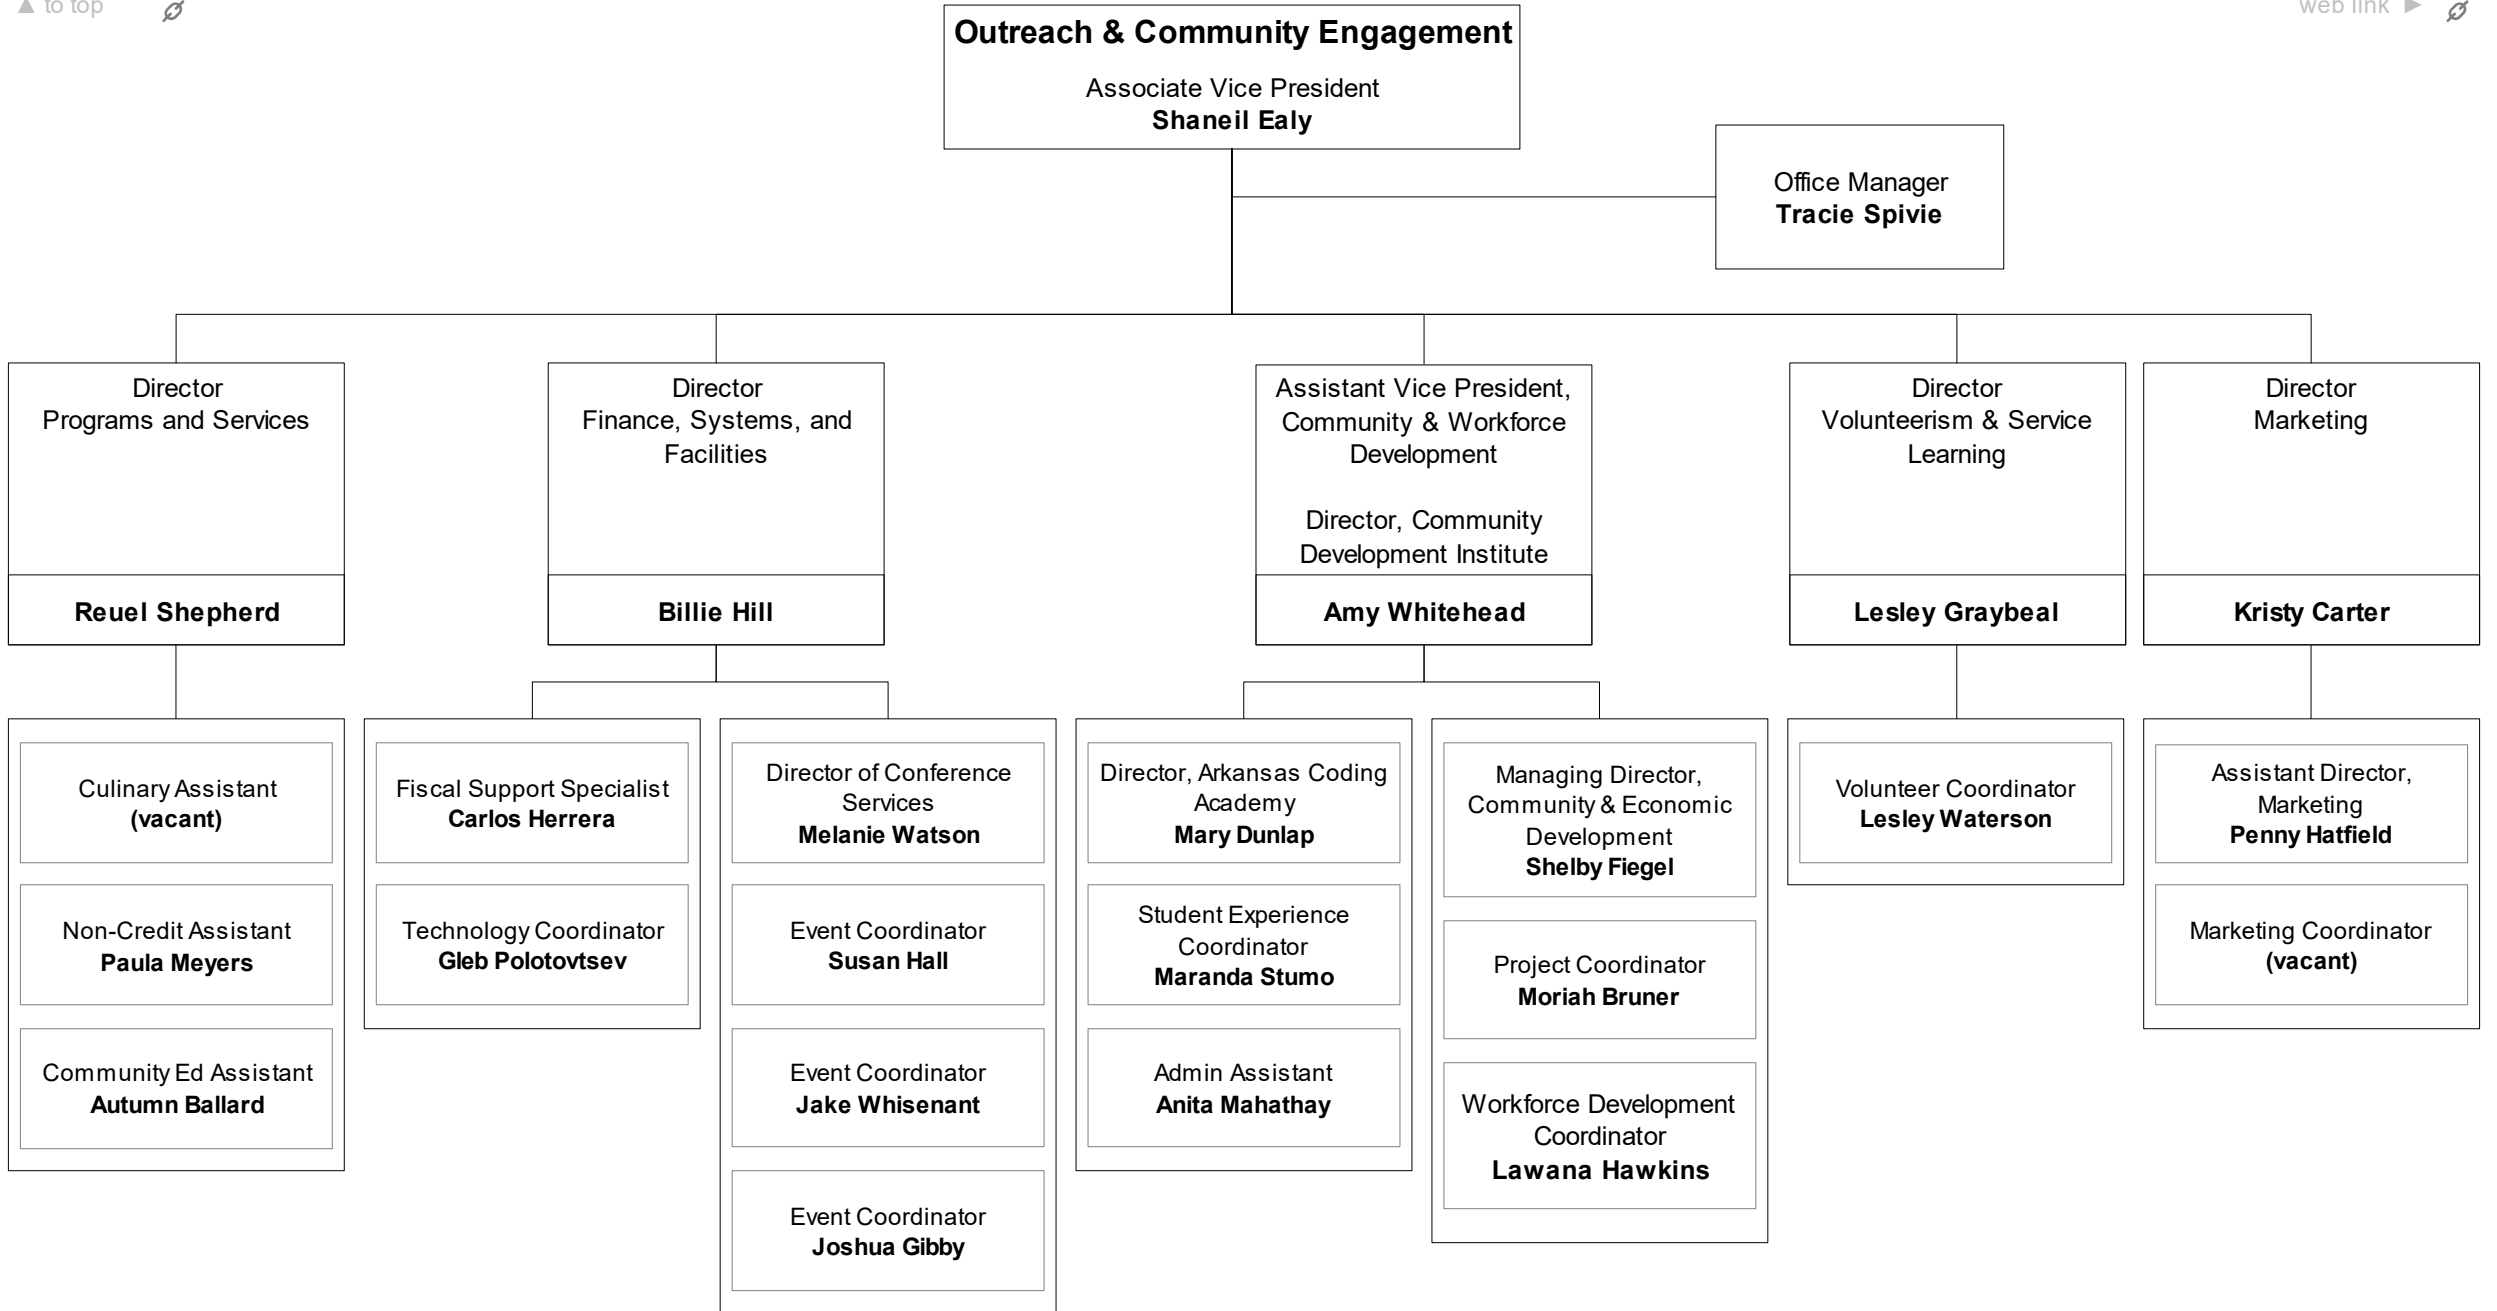 ▲ to top
web link ►
Outreach & Community Engagement
Associate Vice President
Shaneil Ealy
Office Manager
Tracie Spivie
Director
Programs and Services
Reuel Shepherd
Director
Finance, Systems, and
Facilities
Billie Hill
Assistant Vice President,
Community & Workforce
Development
Director, Community
Development Institute
Amy Whitehead
Director
Volunteerism & Service
Learning
Lesley Graybeal
Director
Marketing
Kristy Carter
Culinary Assistant
(vacant)
Non-Credit Assistant
Paula Meyers
Community Ed Assistant
Autumn Ballard
Fiscal Support Specialist
Carlos Herrera
Technology Coordinator
Gleb Polotovtsev
Director of Conference
Services
Melanie Watson
Event Coordinator
Susan Hall
Event Coordinator
Jake Whisenant
Event Coordinator
Joshua Gibby
Director, Arkansas Coding
Academy
Mary Dunlap
Student Experience
Coordinator
Maranda Stumo
Admin Assistant
Anita Mahathay
Managing Director,
Community & Economic
Development
Shelby Fiegel
Project Coordinator
Moriah Bruner
Workforce Development
Coordinator
Lawana Hawkins
Volunteer Coordinator
Lesley Waterson
Assistant Director,
Marketing
Penny Hatfield
Marketing Coordinator
(vacant)